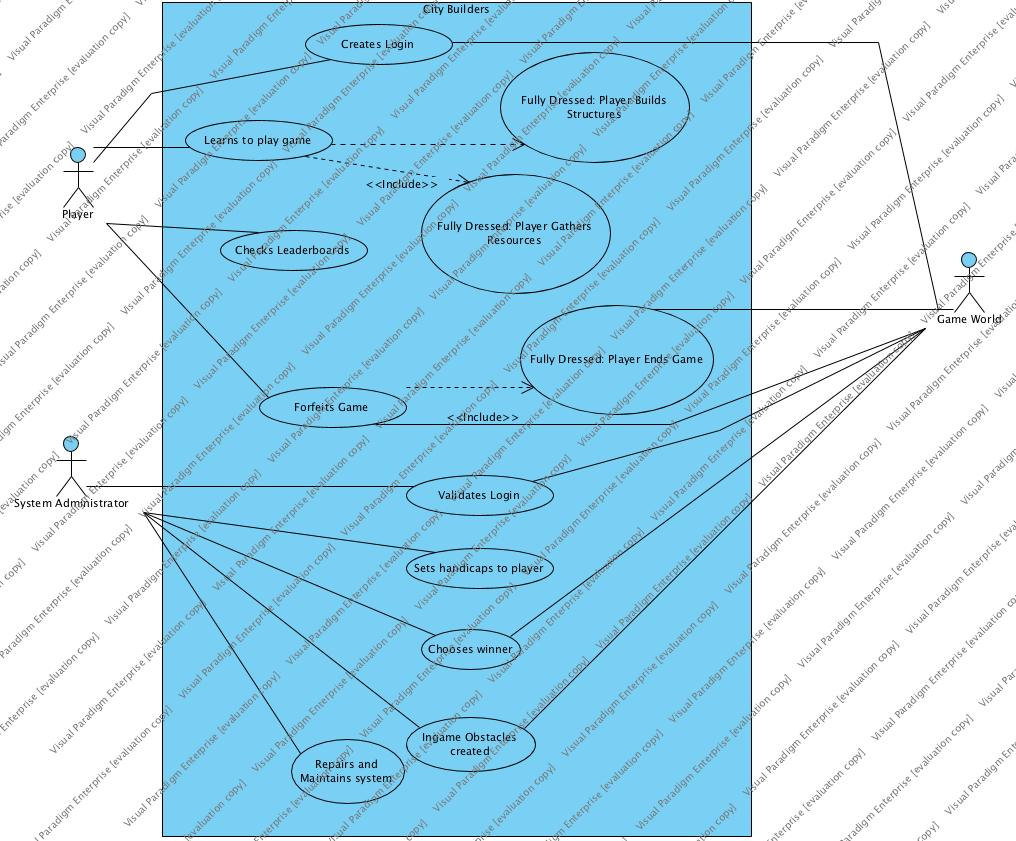 City Builders
Creates Login
Fully Dressed: Player Builds
Structures
Learns to play game
<<Include>>
Player
Fully Dressed: Player Gathers
Resources
Checks Leaderboards
Game World
Fully Dressed: Player Ends Game
Forfeits Game
<<Include>>
System Administrator
Validates Login
Sets handicaps to player
Chooses winner
Ingame Obstacles
created
Repairs and
Maintains system
Visual Paradigm Enterprise [evaluation copy]